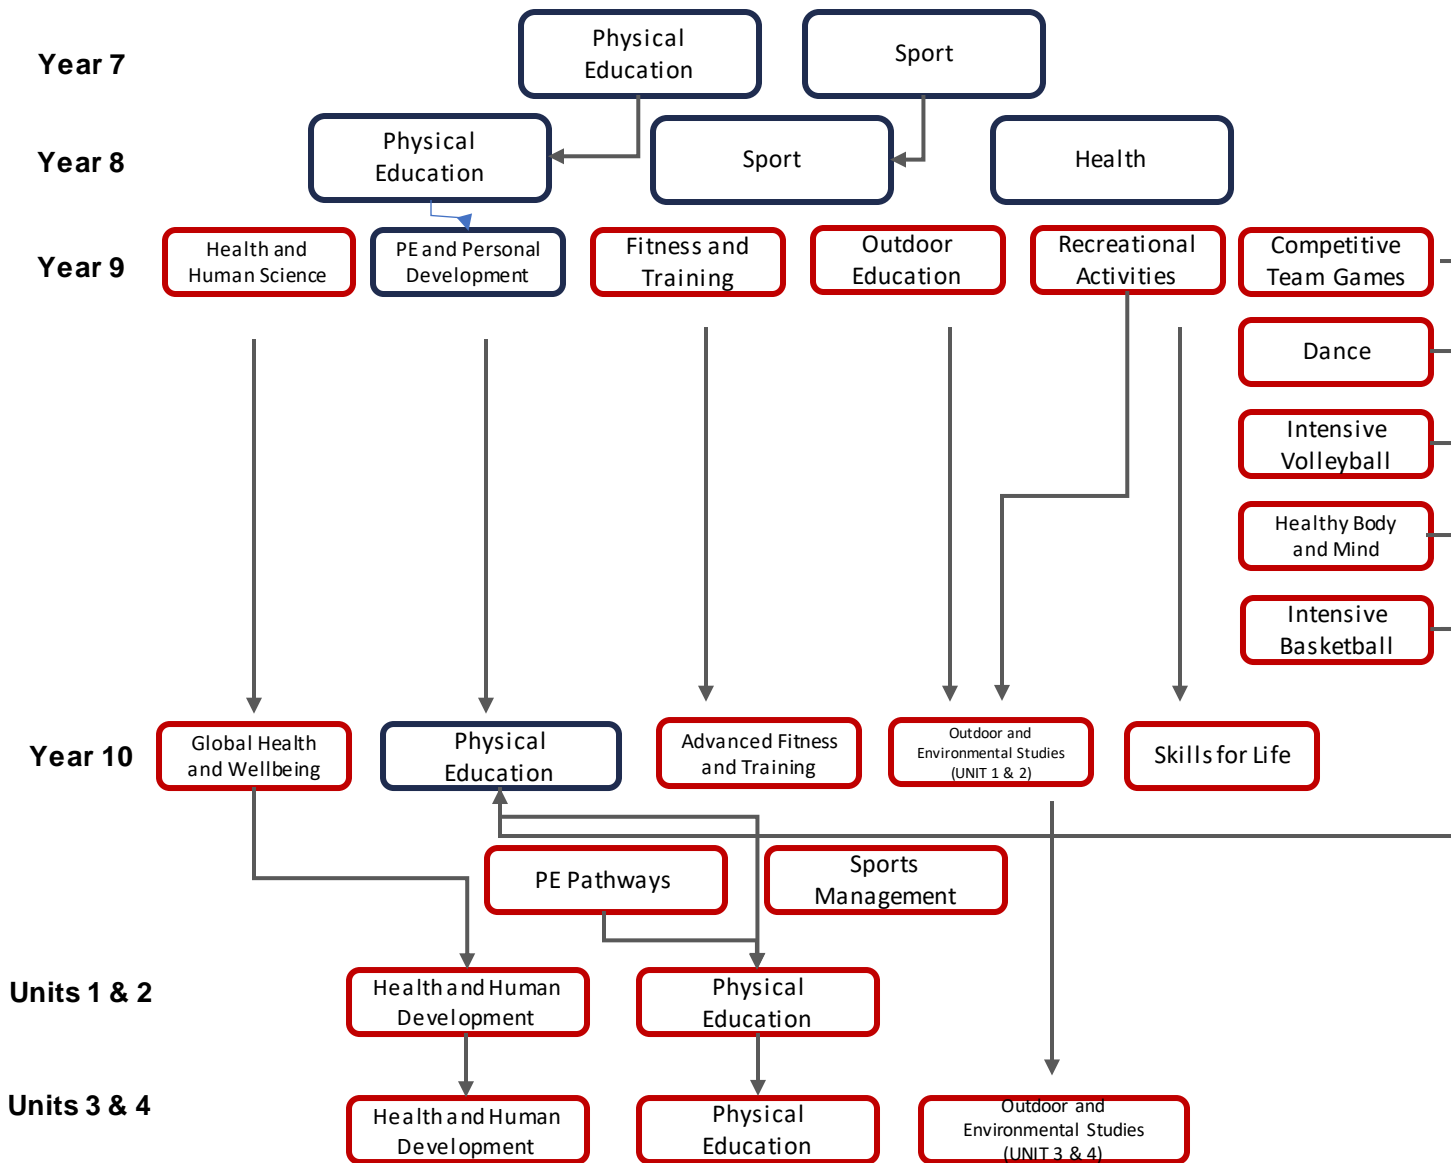 Year 7
Physical
Education
Sport
Year 8
Physical
Education
Sport
Health
Year 9
Health and
Human Science
PE and Personal
Development
Fitness and
Training
Outdoor
Education
Recreational
Activities
Competitive
Team Games
Dance
Intensive
Volleyball
Healthy Body
and Mind
Intensive
Basketball
Year 10
Global Health
and Wellbeing
Physical
Education
Advanced Fitness
and Training
Outdoor and
Environmental Studies
(UNIT 1 & 2)
Skills for Life
PE Pathways
Sports
Management
Units 1 & 2
Health and Human
Development
Physical
Education
Units 3 & 4
Health and Human
Development
Physical
Education
Outdoor and
Environmental Studies
(UNIT 3 & 4)